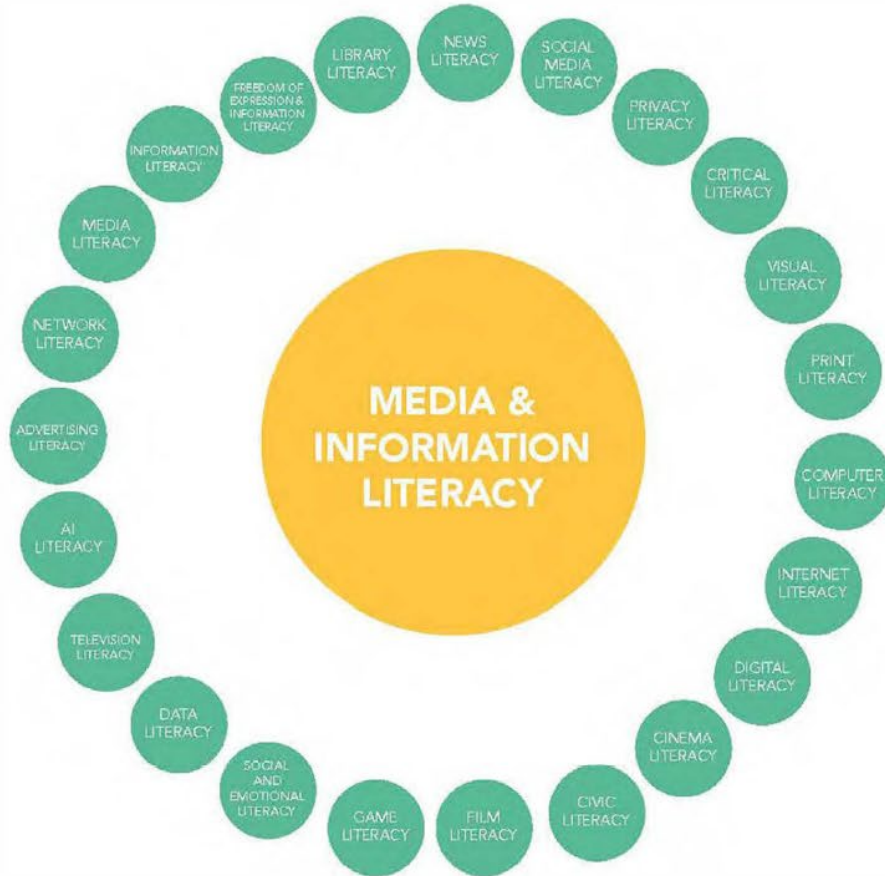 NEWS
LITERACY
SOCIAL
MEDIA
LITERACY
PRIVACY
LITERACY
CRITICAL
LITERACY
VISUAL
LITERACY
PRINT
LITERACY
COMPUTER
LITERACY
INTERNET
LITERACY
DIGITAL
LITERACY
CINEMA
LITERACY
CIVIC
LITERACY
FILM
LITERACY
GAME
LITERACY
SOCIAL
AND
EMOTIONAL
LITERACY
DATA
LITERACY
TELEVISION
LITERACY
AI
LITERACY
ADVERTISING
LITERACY
NETWORK
LITERACY
MEDIA
LITERACY
INFORMATION
LITERACY
FREEDOM OF
EXPRESSION &
INFORMATION
LITERACY
LIBRARY
LITERACY
MEDIA &
INFORMATION
LITERACY